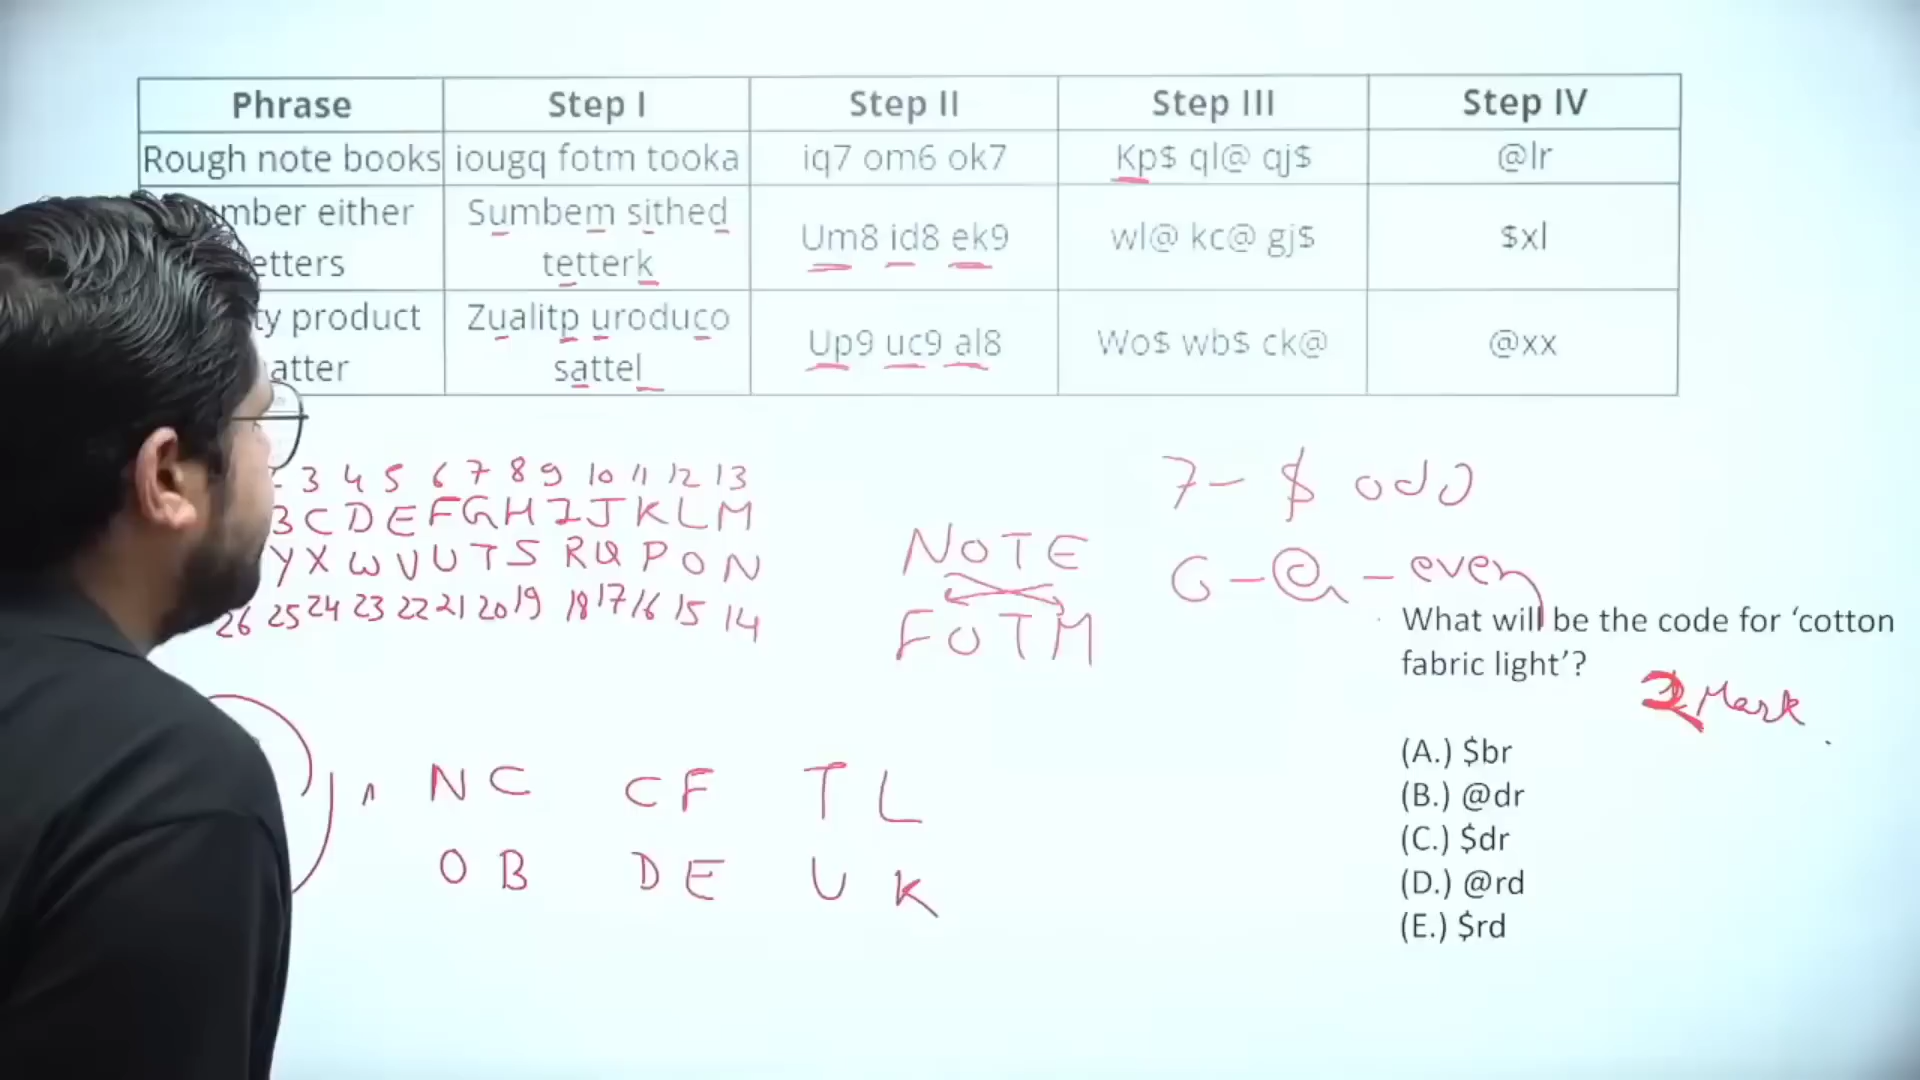 Phrase Step I Step II Step III Step IV
Rough note books iougq fotm tooka iq7 om6 ok7 Kp$ ql@ qj$ @lr
mber either Sumbem sithed Um8 id8 ek9 wl@ kc@ gj$ $xl
etters tetterk
ty product Zualitp uroduco Up9 uc9 al8 Wo$ wb$ ck@ @xx
atter sattel
3 4 5 6 7 8 9 10 11 12 13
C D E F G H I J K L M
Y X W V U T S R Q P O N
26 25 24 23 22 21 20 19 18 17 16 15 14
NOTE
FOTM
7 - $ odd
6 - @ - even
What will be the code for ‘cotton
fabric light’?
2 Mark
(A.) $br
(B.) @dr
(C.) $dr
(D.) @rd
(E.) $rd
N C C F T L
O B D E U K